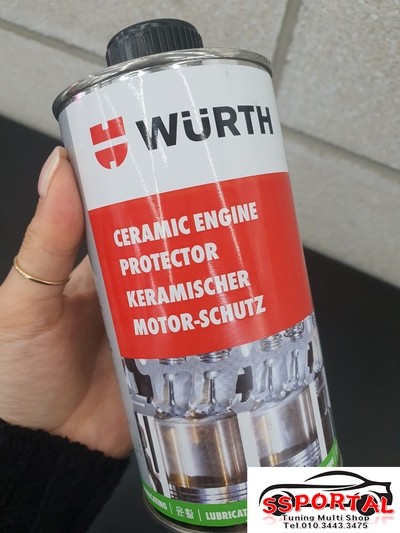 WÜRTH
CERAMIC ENGINE
PROTECTOR
KERAMISCHER
MOTOR-SCHUTZ
| 윤활 | LUBRICAT
SSPORTAL
Tuning Multi Shop
Tel.010.3443.3475